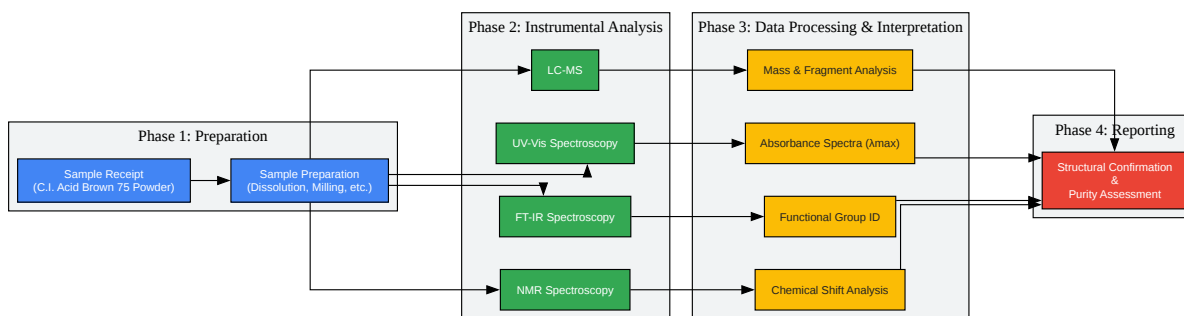 Phase 1: Preparation
Sample Receipt
(C.I. Acid Brown 75 Powder)
Sample Preparation
(Dissolution, Milling, etc.)
Phase 2: Instrumental Analysis
LC-MS
UV-Vis Spectroscopy
FT-IR Spectroscopy
NMR Spectroscopy
Phase 3: Data Processing & Interpretation
Mass & Fragment Analysis
Absorbance Spectra (λmax)
Functional Group ID
Chemical Shift Analysis
Phase 4: Reporting
Structural Confirmation
&
Purity Assessment